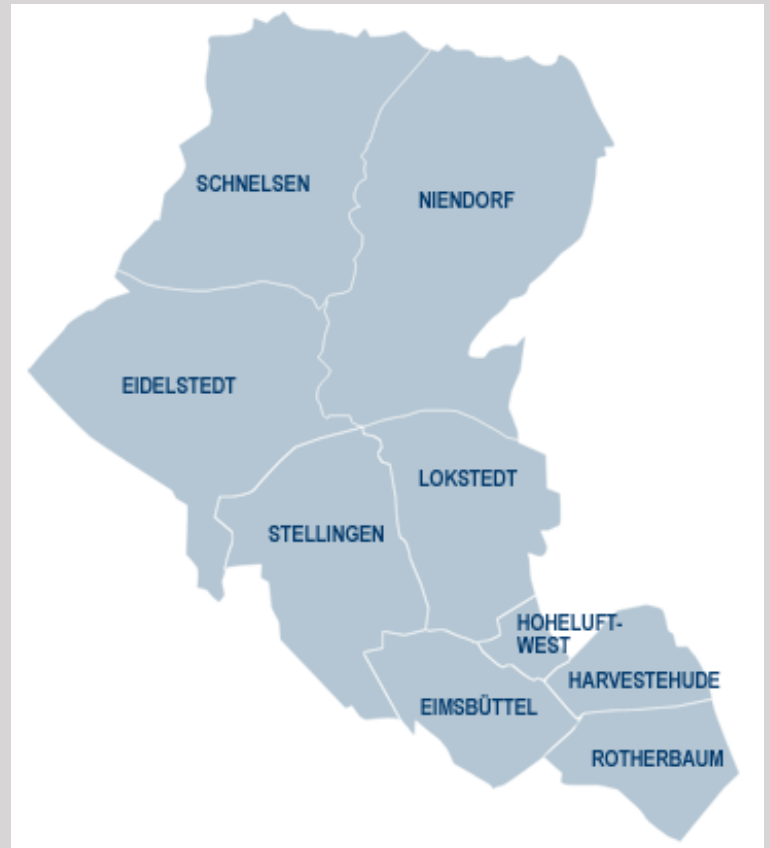 SCHNELSEN
NIENDORF
EIDELSTEDT
LOKSTEDT
STELLINGEN
HOHELUFT-
WEST
HARVESTEHUDE
EIMSBÜTTEL
ROTHERBAUM